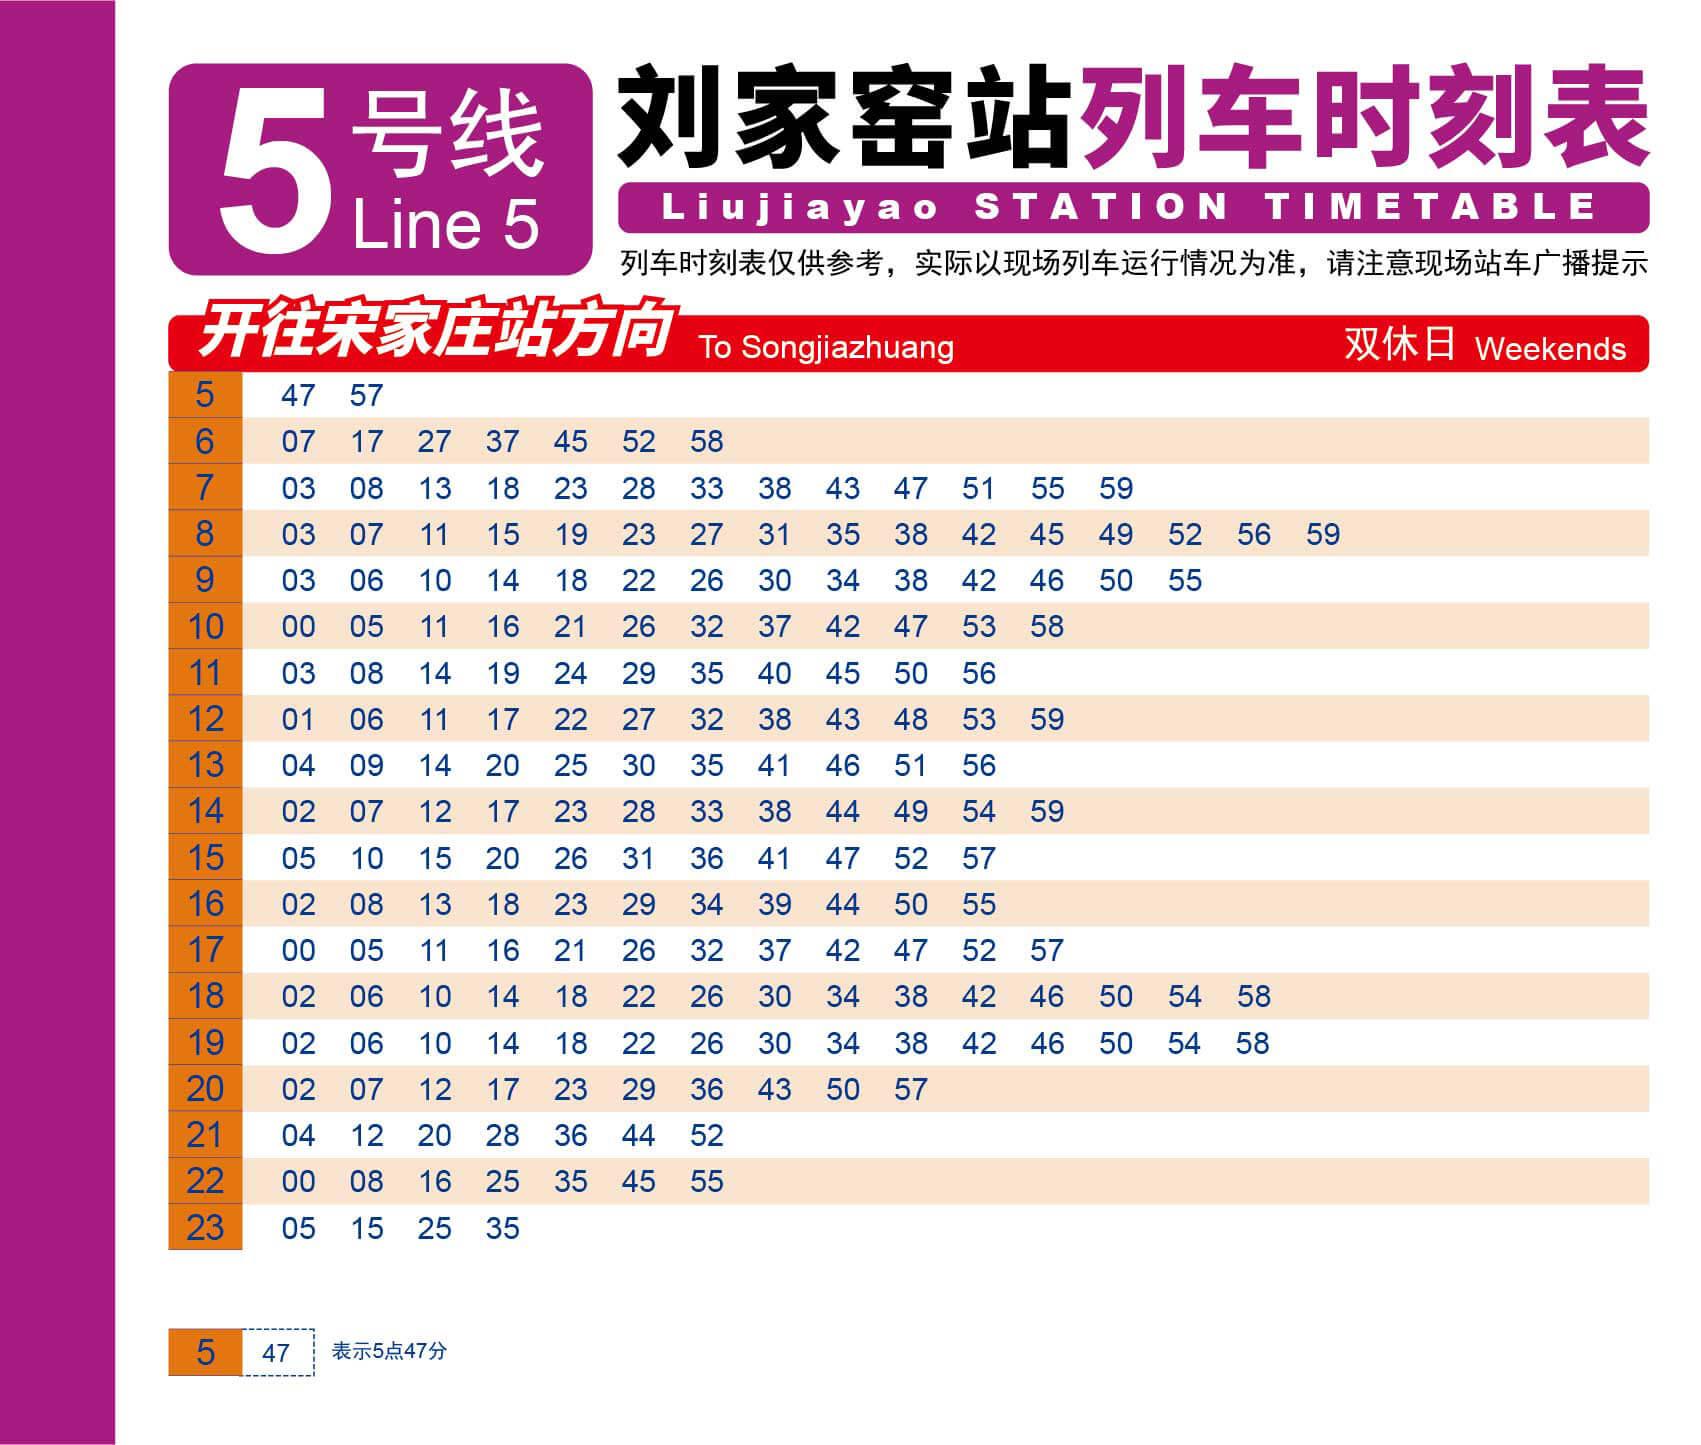 5号线
Line 5
刘家窑站列车时刻表
Liujiayao STATION TIMETABLE
列车时刻表仅供参考，实际以现场列车运行情况为准，请注意现场站车广播提示
开往宋家庄站方向 To Songjiazhuang 双休日 Weekends
5 47 57
6 07 17 27 37 45 52 58
7 03 08 13 18 23 28 33 38 43 47 51 55 59
8 03 07 11 15 19 23 27 31 35 38 42 45 49 52 56 59
9 03 06 10 14 18 22 26 30 34 38 42 46 50 55
10 00 05 11 16 21 26 32 37 42 47 53 58
11 03 08 14 19 24 29 35 40 45 50 56
12 01 06 11 17 22 27 32 38 43 48 53 59
13 04 09 14 20 25 30 35 41 46 51 56
14 02 07 12 17 23 28 33 38 44 49 54 59
15 05 10 15 20 26 31 36 41 47 52 57
16 02 08 13 18 23 29 34 39 44 50 55
17 00 05 11 16 21 26 32 37 42 47 52 57
18 02 06 10 14 18 22 26 30 34 38 42 46 50 54 58
19 02 06 10 14 18 22 26 30 34 38 42 46 50 54 58
20 02 07 12 17 23 29 36 43 50 57
21 04 12 20 28 36 44 52
22 00 08 16 25 35 45 55
23 05 15 25 35
5 47 表示5点47分